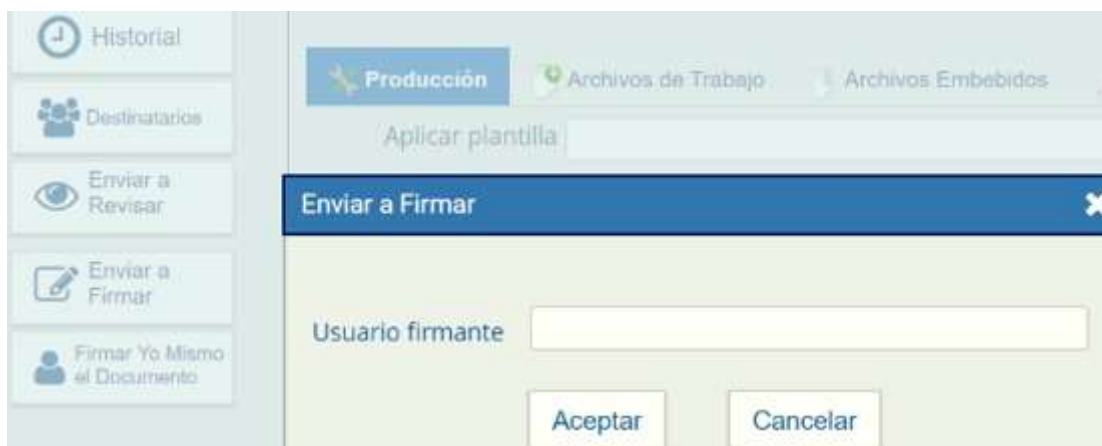 Historial
Destinatarios
Enviar a
Revisar
Enviar a
Firmar
Firmar Yo Mismo
el Documento
Producción
Archivos de Trabajo
Archivos Embebidos
Aplicar plantilla
Enviar a Firmar
Usuario firmante
Aceptar
Cancelar